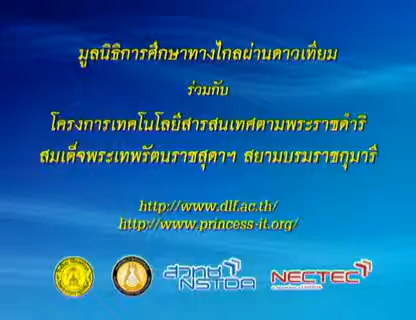 มูลนิธิการศึกษาทางไกลผ่านดาวเทียม
ร่วมกับ
โครงการเทคโนโลยีสารสนเทศตามพระราชดำริ
สมเด็จพระเทพรัตนราชสุดาฯ สยามบรมราชกุมารี
http://www.dlf.ac.th/
http://www.princess-it.org/
สวทช
NSTDA
NECTEC